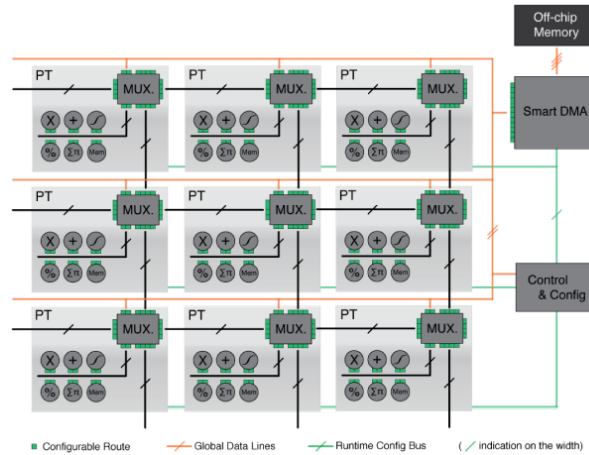 Off-chip
Memory
PT
MUX.
PT
MUX.
PT
MUX.
Smart DMA
X + ∫
% Σπ Mem
X + ∫
% Σπ Mem
X + ∫
% Σπ Mem
PT
MUX.
PT
MUX.
PT
MUX.
X + ∫
% Σπ Mem
X + ∫
% Σπ Mem
X + ∫
% Σπ Mem
Control
& Config
PT
MUX.
PT
MUX.
PT
MUX.
X + ∫
% Σπ Mem
X + ∫
% Σπ Mem
X + ∫
% Σπ Mem
Configurable Route
Global Data Lines
Runtime Config Bus
( / indication on the width)